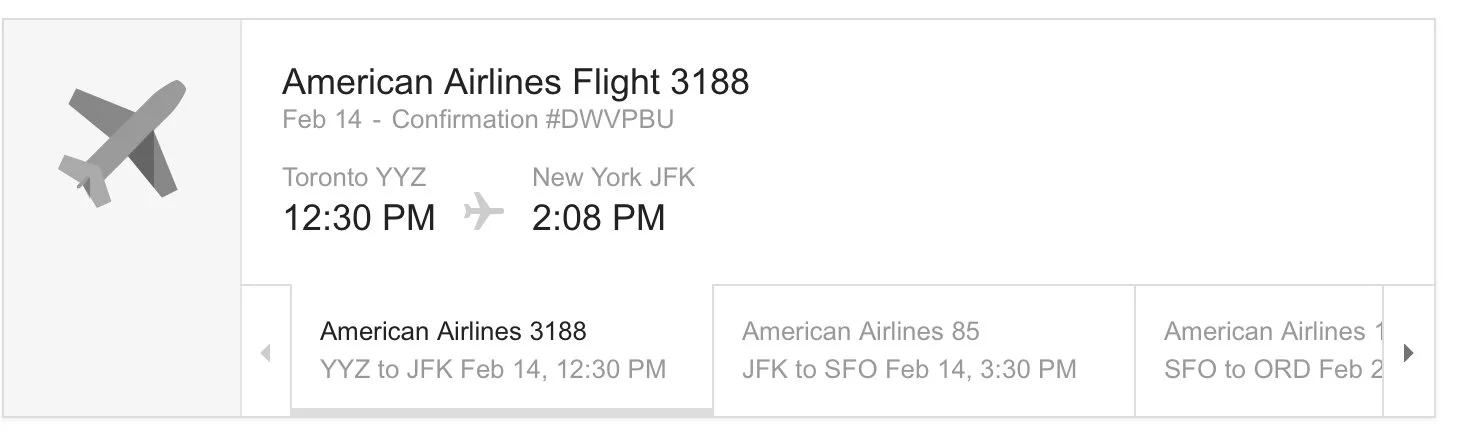 American Airlines Flight 3188
Feb 14 - Confirmation #DWVPBU
Toronto YYZ
12:30 PM
New York JFK
2:08 PM
American Airlines 3188
YYZ to JFK Feb 14, 12:30 PM
American Airlines 85
JFK to SFO Feb 14, 3:30 PM
American Airlines
SFO to ORD Feb